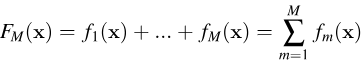 F_M(x) = f_1(x) + ... + f_M(x) = \sum_{m=1}^{M} f_m(x)